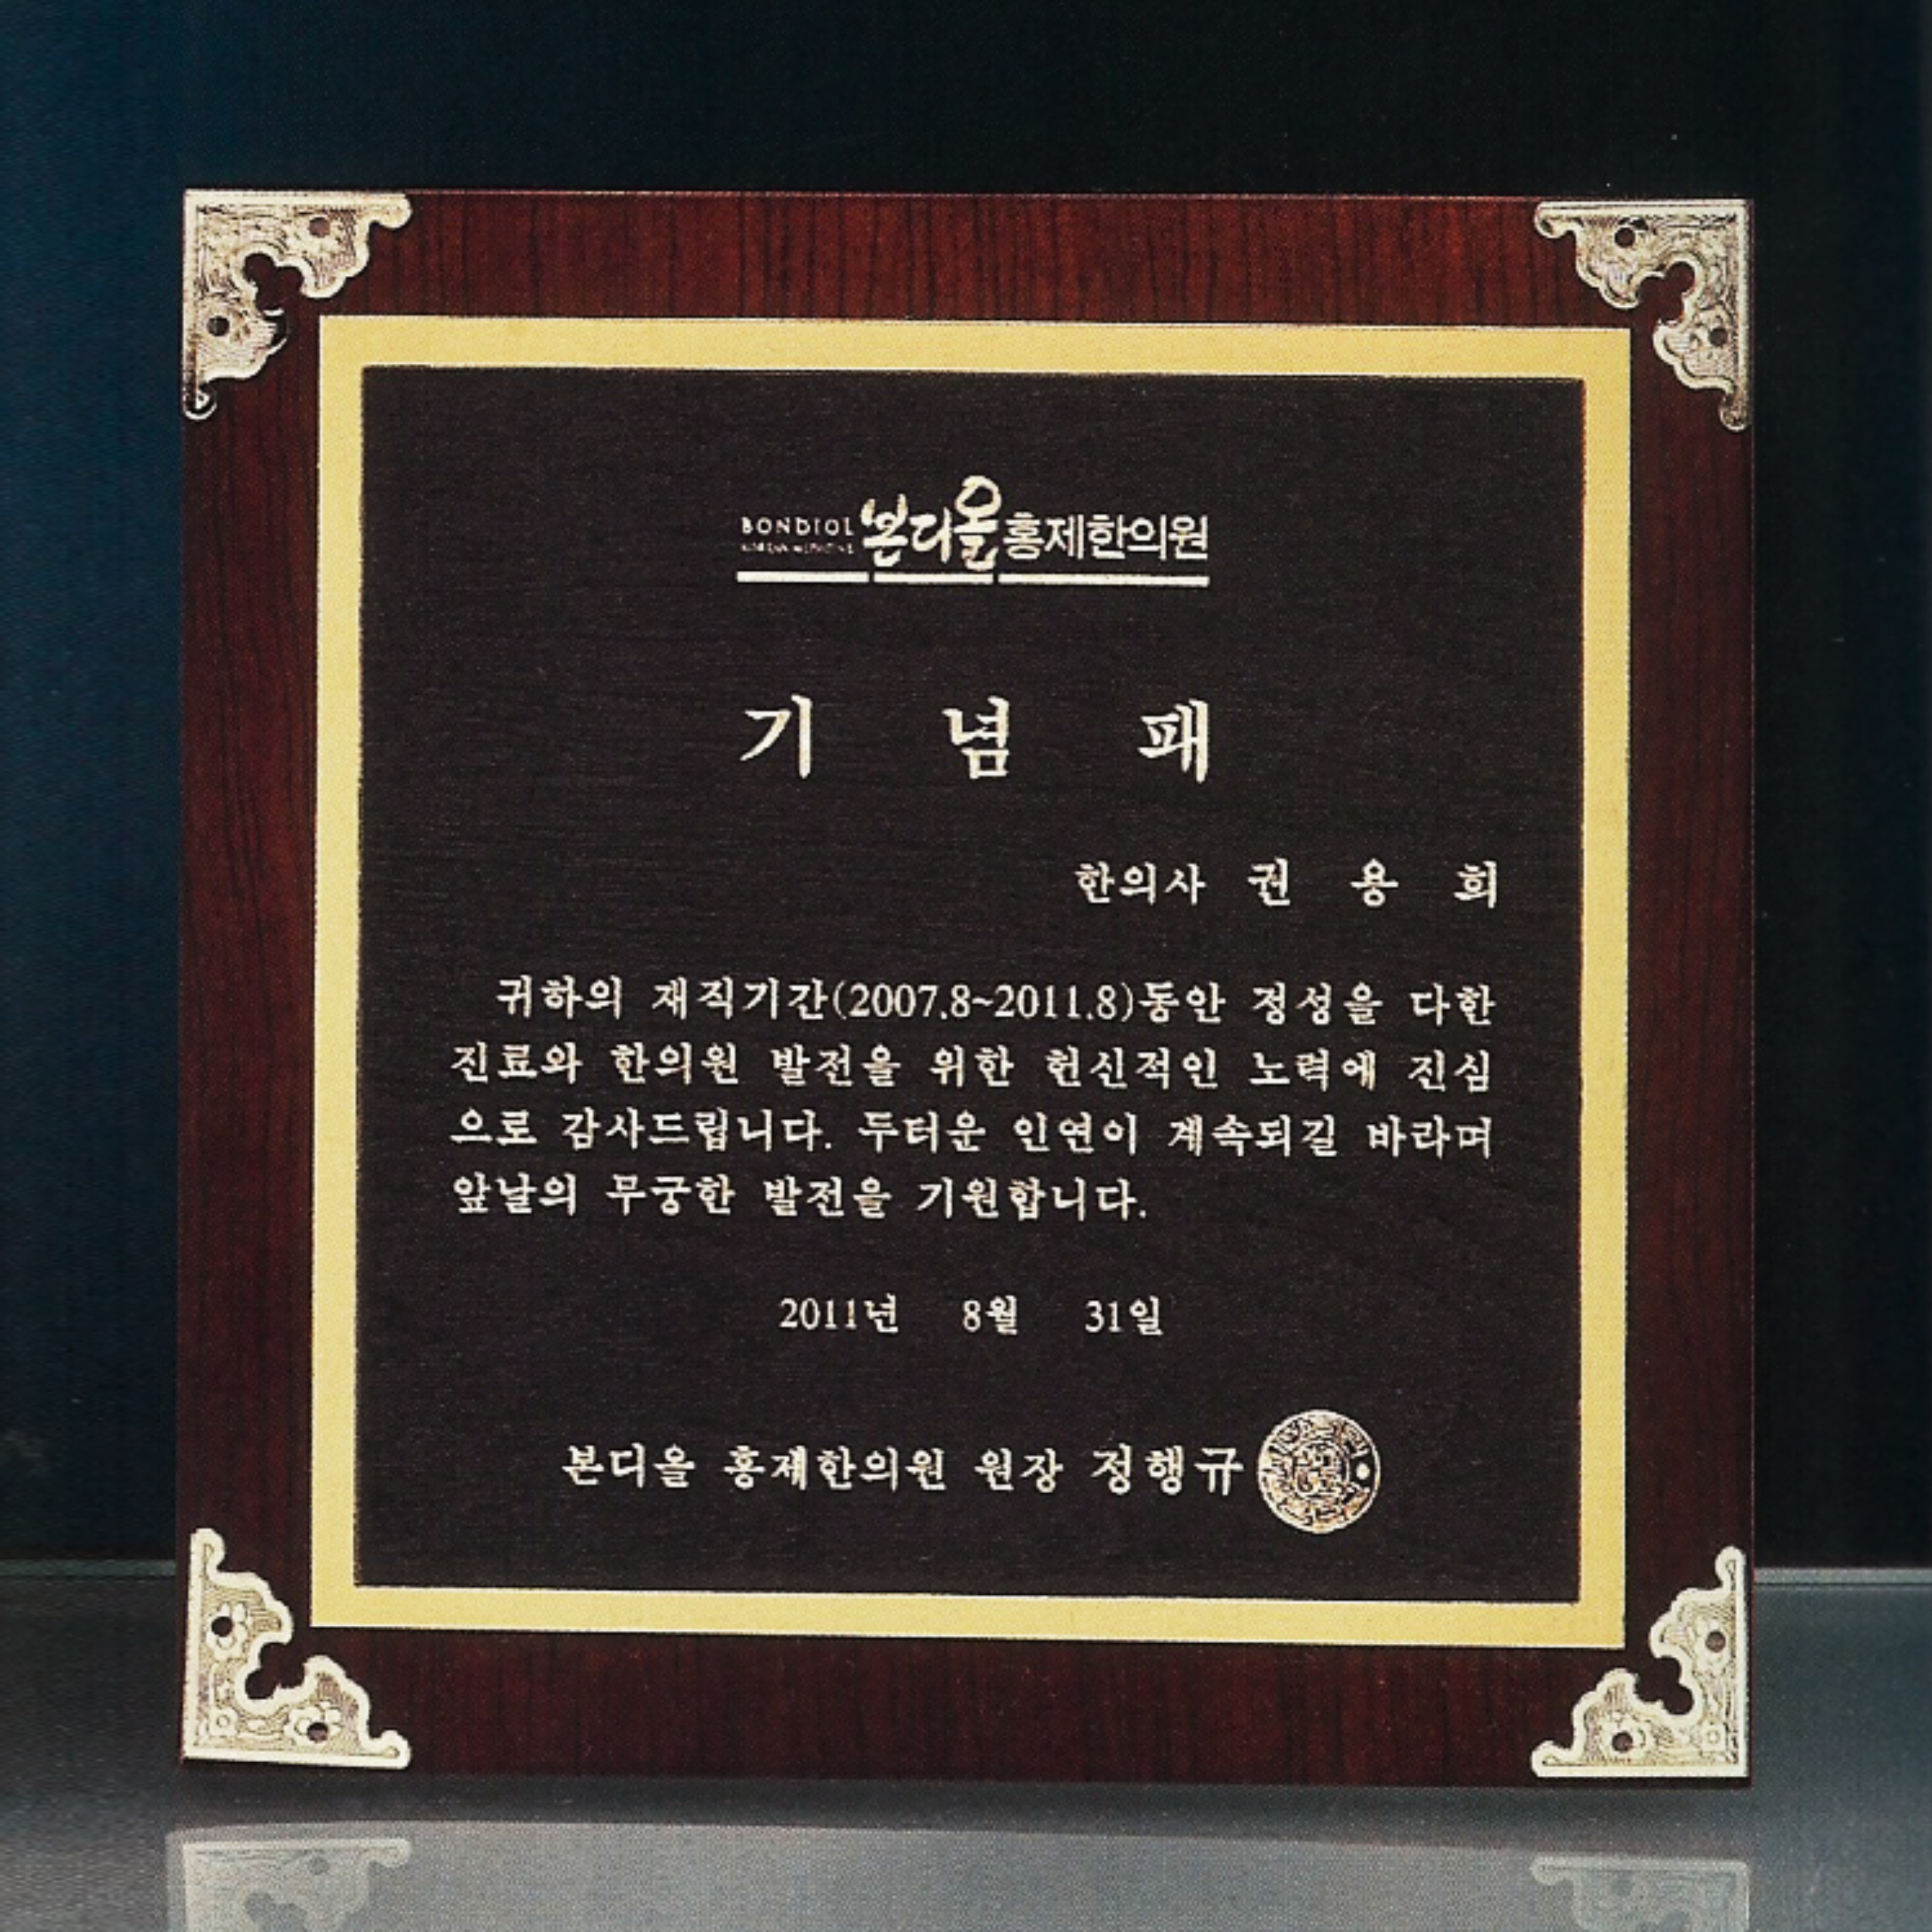 BONDIOL 본디올 홍제한의원
기 념 패
한의사 권 용 희
귀하의 재직기간(2007.8~2011.8)동안 정성을 다한
진료와 한의원 발전을 위한 헌신적인 노력에 진심
으로 감사드립니다. 두터운 인연이 계속되길 바라며
앞날의 무궁한 발전을 기원합니다.
2011년 8월 31일
본디올 홍제한의원 원장 정행규